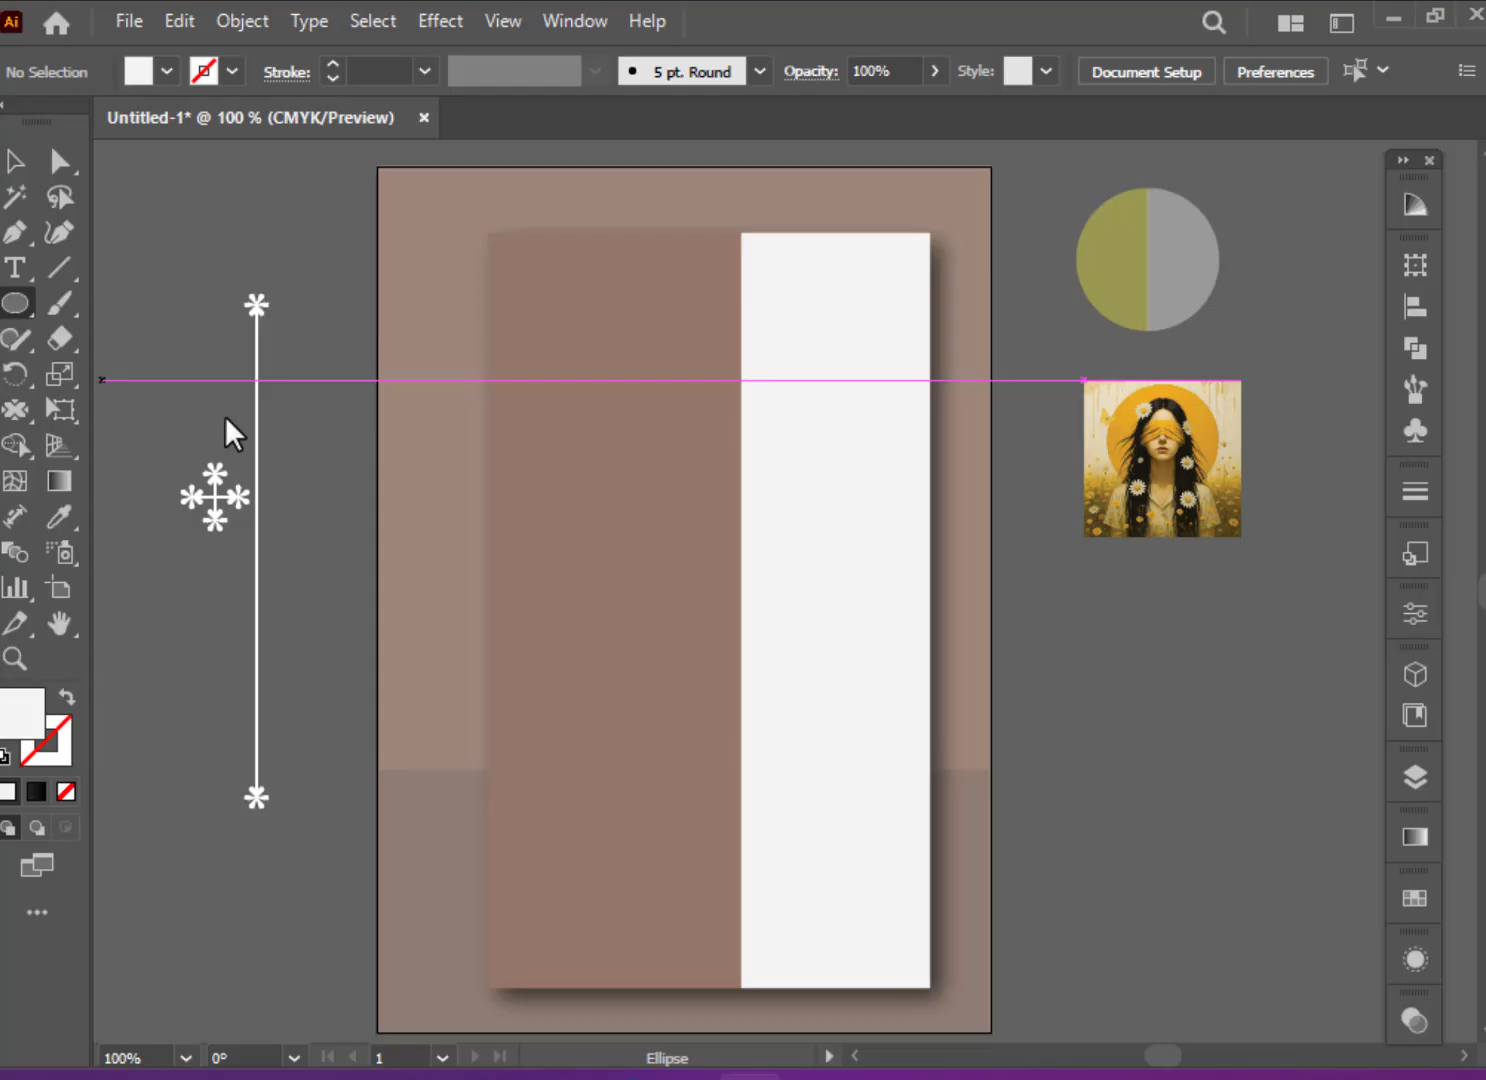 Ai
File Edit Object Type Select Effect View Window Help
No Selection Stroke: 5 pt. Round Opacity: 100% Style: Document Setup Preferences
Untitled-1* @ 100 % (CMYK/Preview) ×
100% 0° 1 Ellipse